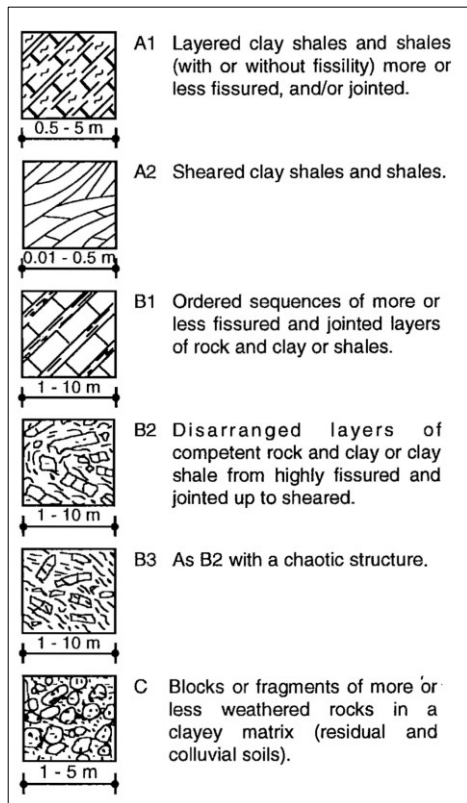 A1 Layered clay shales and shales
(with or without fissility) more or
less fissured, and/or jointed.
0.5 - 5 m
A2 Sheared clay shales and shales.
0.01 - 0.5 m
B1 Ordered sequences of more or
less fissured and jointed layers
of rock and clay or shales.
1 - 10 m
B2 Disarranged layers of
competent rock and clay or clay
shale from highly fissured and
jointed up to sheared.
1 - 10 m
B3 As B2 with a chaotic structure.
1 - 10 m
C Blocks or fragments of more or
less weathered rocks in a
clayey matrix (residual and
colluvial soils).
1 - 5 m